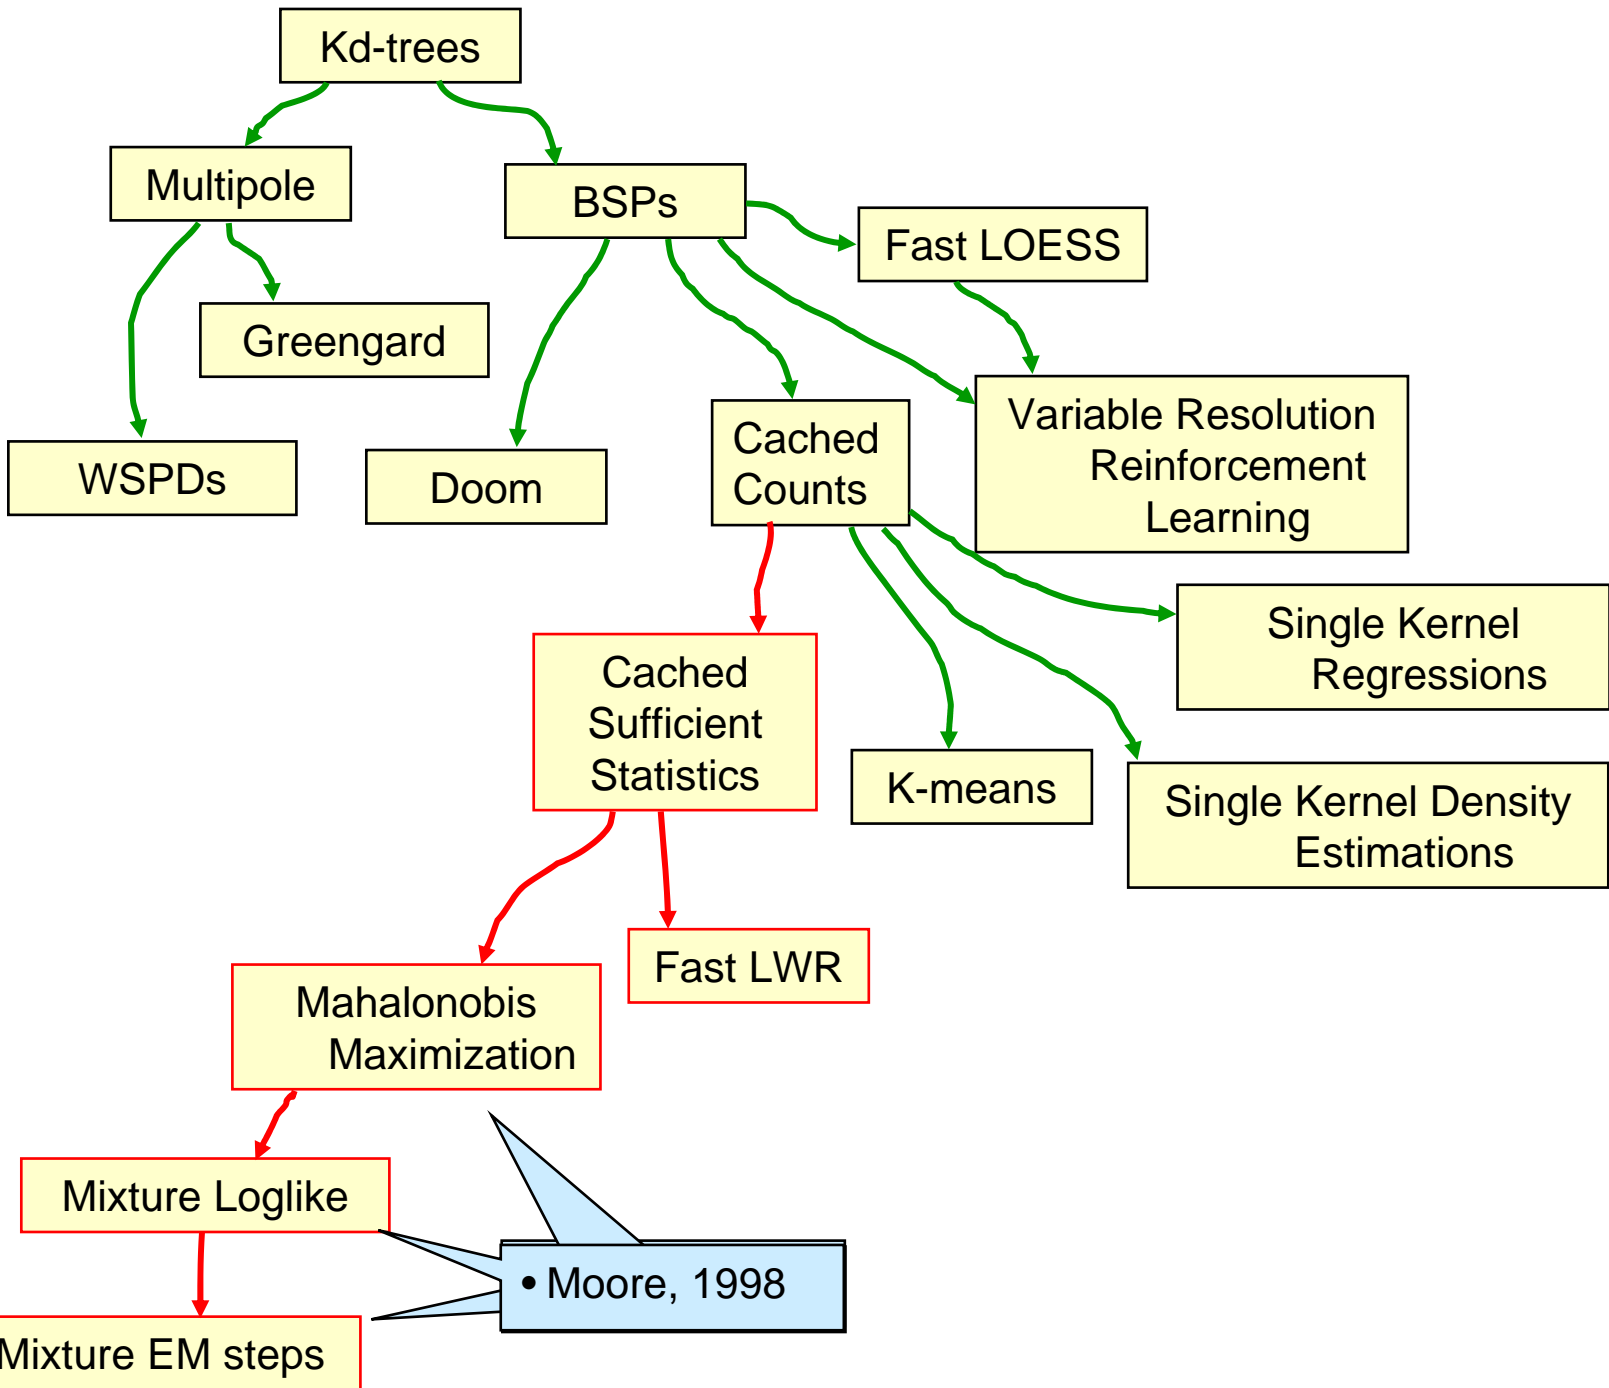 Kd-trees
Multipole
BSPs
Fast LOESS
Greengard
Variable Resolution
Reinforcement
Learning
Cached
Counts
WSPDs
Doom
Single Kernel
Regressions
Cached
Sufficient
Statistics
K-means
Single Kernel Density
Estimations
Fast LWR
Mahalonobis
Maximization
Mixture Loglike
• Moore, 1998
Mixture EM steps